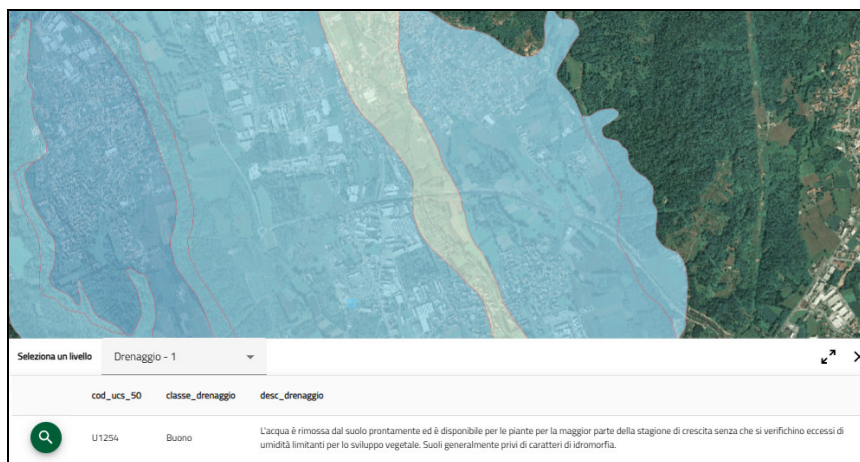 Seleziona un livello Drenaggio - 1
cod_ucs_50 classe_drenaggio desc_drenaggio
U1254 Buono L'acqua è rimossa dal suolo prontamente ed è disponibile per le piante per la maggior parte della stagione di crescita senza che si verifichino eccessi di
umidità limitanti per lo sviluppo vegetale. Suoli generalmente privi di caratteri di idromorfia.